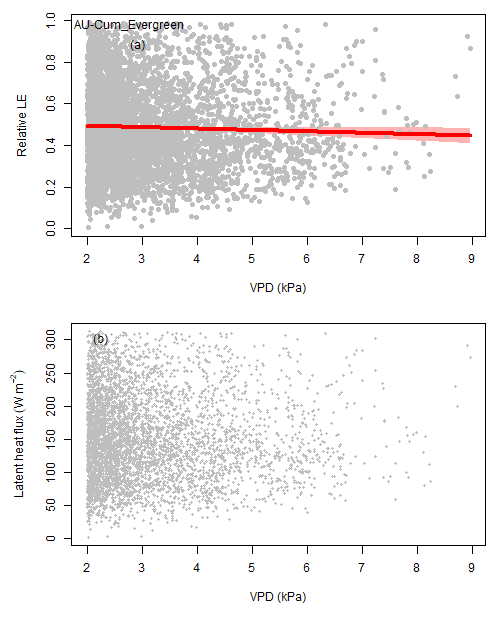 AU-Cum_Evergreen
(a)
Relative LE
0.0 0.2 0.4 0.6 0.8 1.0
2 3 4 5 6 7 8 9
VPD (kPa)
(b)
Latent heat flux (W m⁻²)
0 50 100 150 200 250 300
2 3 4 5 6 7 8 9
VPD (kPa)